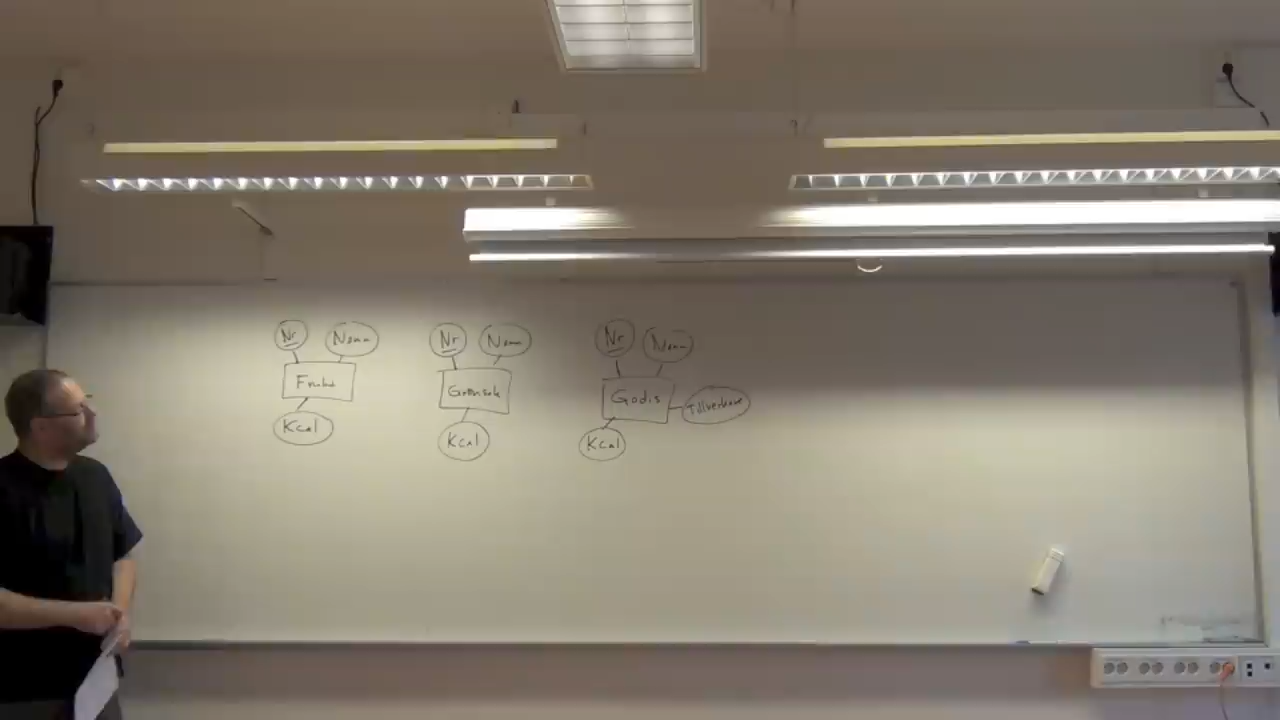 Nr Namn
Frukt
Kcal
Nr Namn
Grönsak
Kcal
Nr Namn
Godis
Tillverkare
Kcal